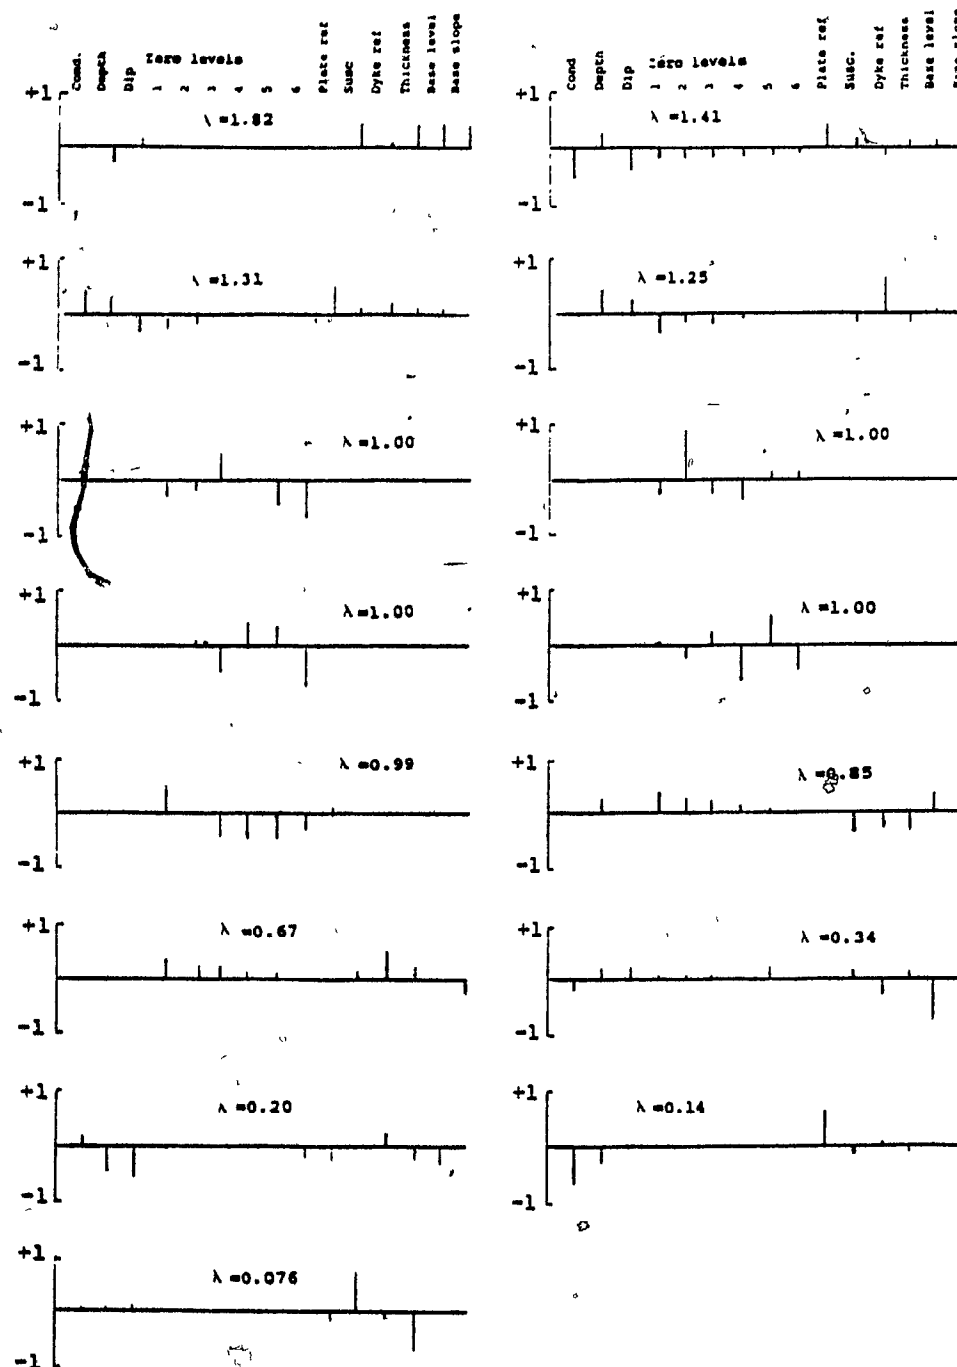 Cond. Depth Dip Zero levels 1 2 3 4 5 6 Plate ref Susc Dyke ref Thickness Base level Base slope
Cond Depth Dip Zero levels 1 2 3 4 5 6 Plate ref Susc. Dyke ref Thickness Base level
+1 λ =1.82 -1
+1 λ =1.41 -1
+1 λ =1.31 -1
+1 λ =1.25 -1
+1 λ =1.00 -1
+1 λ =1.00 -1
+1 λ =1.00 -1
+1 λ =1.00 -1
+1 λ =0.99 -1
+1 λ =0.85 -1
+1 λ =0.67 -1
+1 λ =0.34 -1
+1 λ =0.20 -1
+1 λ =0.14 -1
+1 λ =0.076 -1